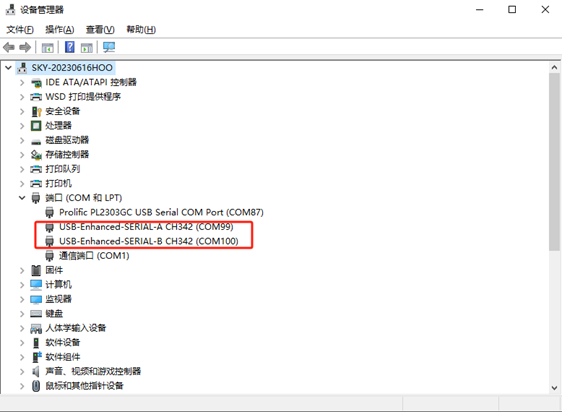 设备管理器
文件(F) 操作(A) 查看(V) 帮助(H)
SKY-20230616HOO
IDE ATA/ATAPI 控制器
WSD 打印提供程序
安全设备
处理器
磁盘驱动器
存储控制器
打印队列
打印机
端口 (COM 和 LPT)
Prolific PL2303GC USB Serial COM Port (COM87)
USB-Enhanced-SERIAL-A CH342 (COM99)
USB-Enhanced-SERIAL-B CH342 (COM100)
通信端口 (COM1)
固件
计算机
监视器
键盘
人体学输入设备
软件设备
软件组件
声音、视频和游戏控制器
鼠标和其他指针设备